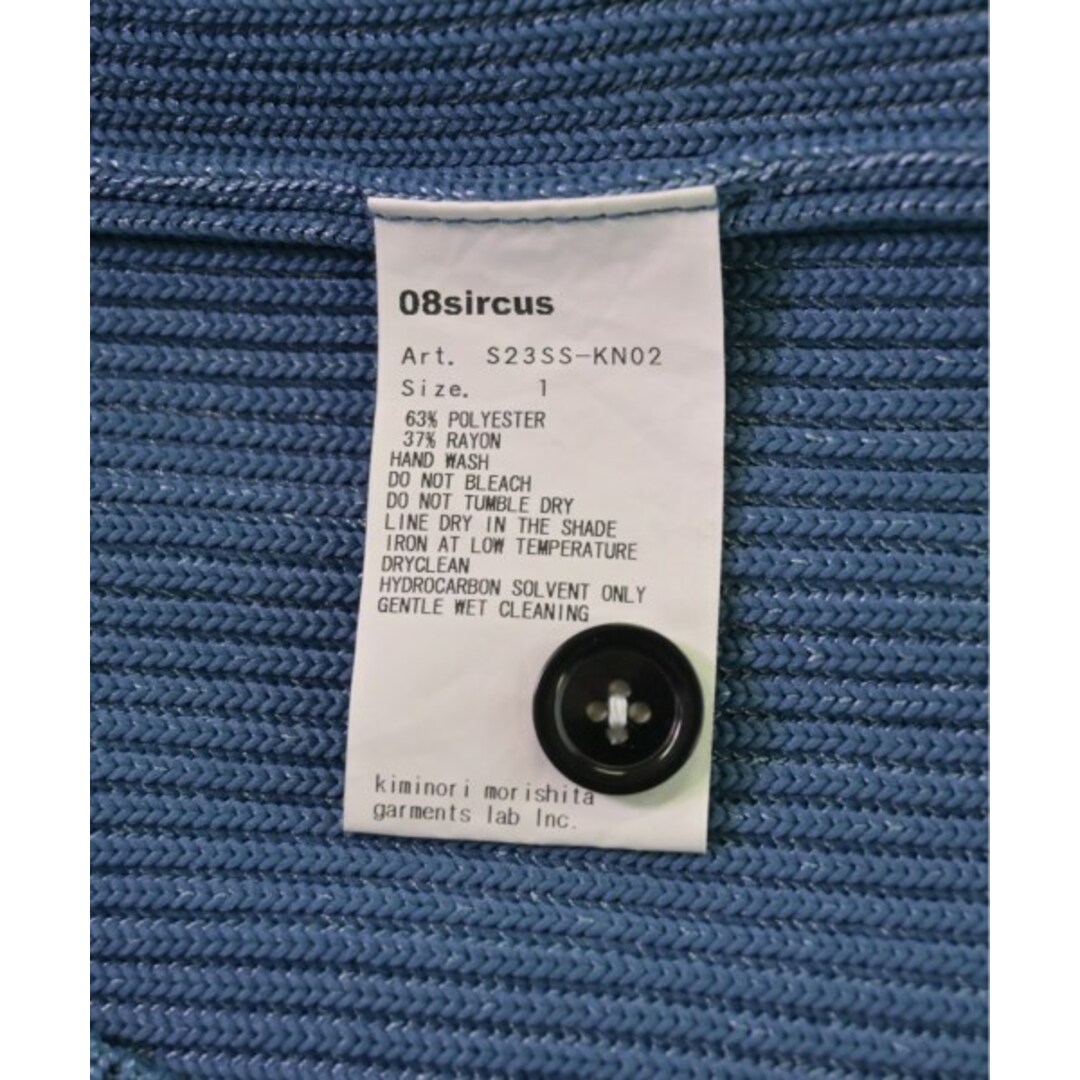 08sircus
Art. S23SS-KN02
Size. 1
63% POLYESTER
37% RAYON
HAND WASH
DO NOT BLEACH
DO NOT TUMBLE DRY
LINE DRY IN THE SHADE
IRON AT LOW TEMPERATURE
DRYCLEAN
HYDROCARBON SOLVENT ONLY
GENTLE WET CLEANING
kiminori morishita
garments lab Inc.